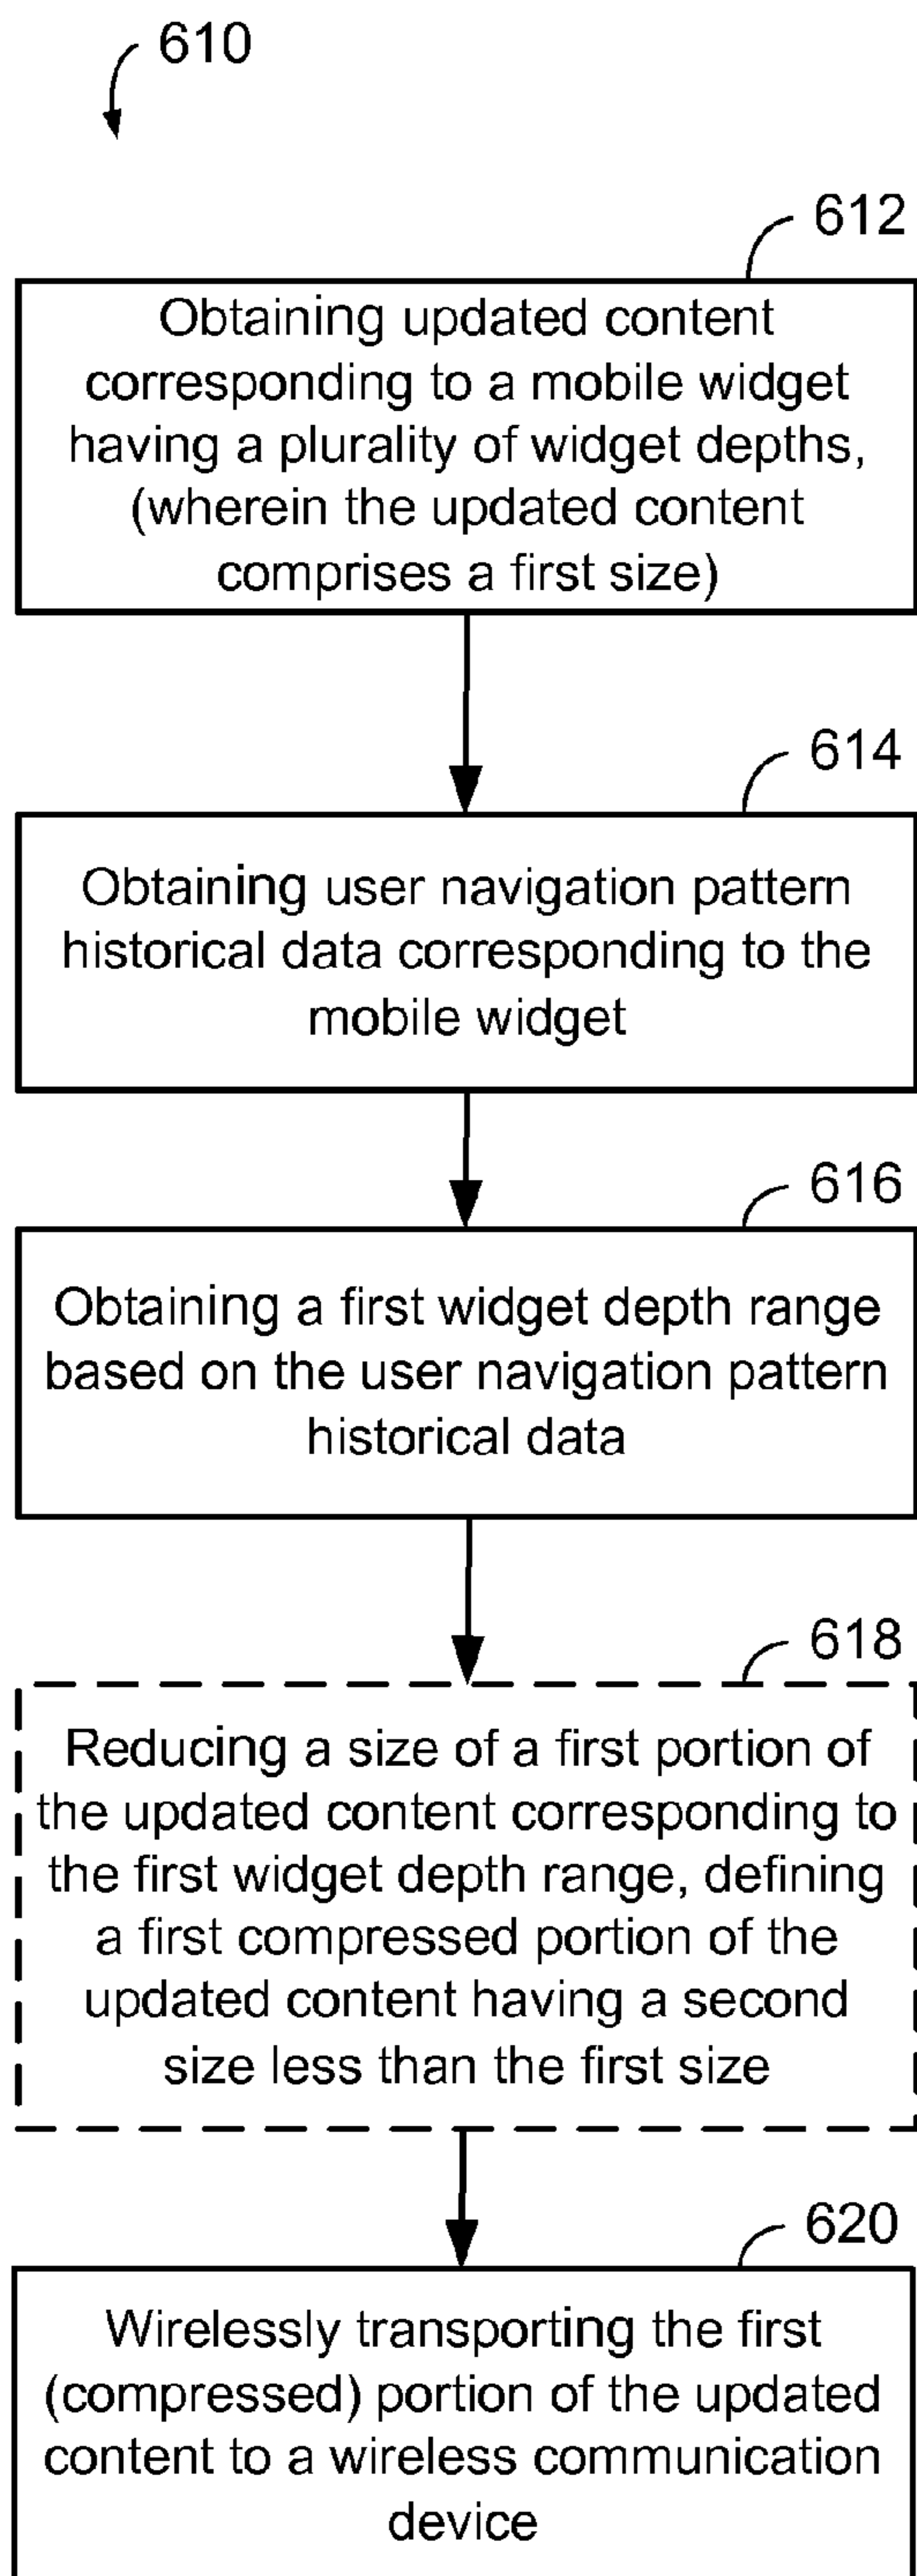 610
612
Obtaining updated content
corresponding to a mobile widget
having a plurality of widget depths,
(wherein the updated content
comprises a first size)
614
Obtaining user navigation pattern
historical data corresponding to the
mobile widget
616
Obtaining a first widget depth range
based on the user navigation pattern
historical data
618
Reducing a size of a first portion of
the updated content corresponding to
the first widget depth range, defining
a first compressed portion of the
updated content having a second
size less than the first size
620
Wirelessly transporting the first
(compressed) portion of the updated
content to a wireless communication
device